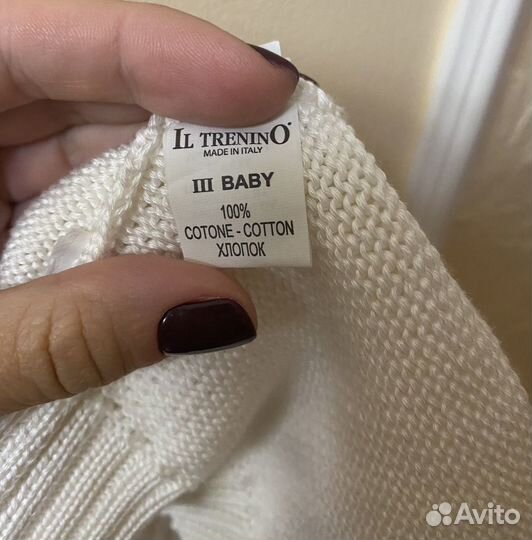 IL TRENINO
MADE IN ITALY
III BABY
100%
COTONE - COTTON
ХЛОПОК
Avito